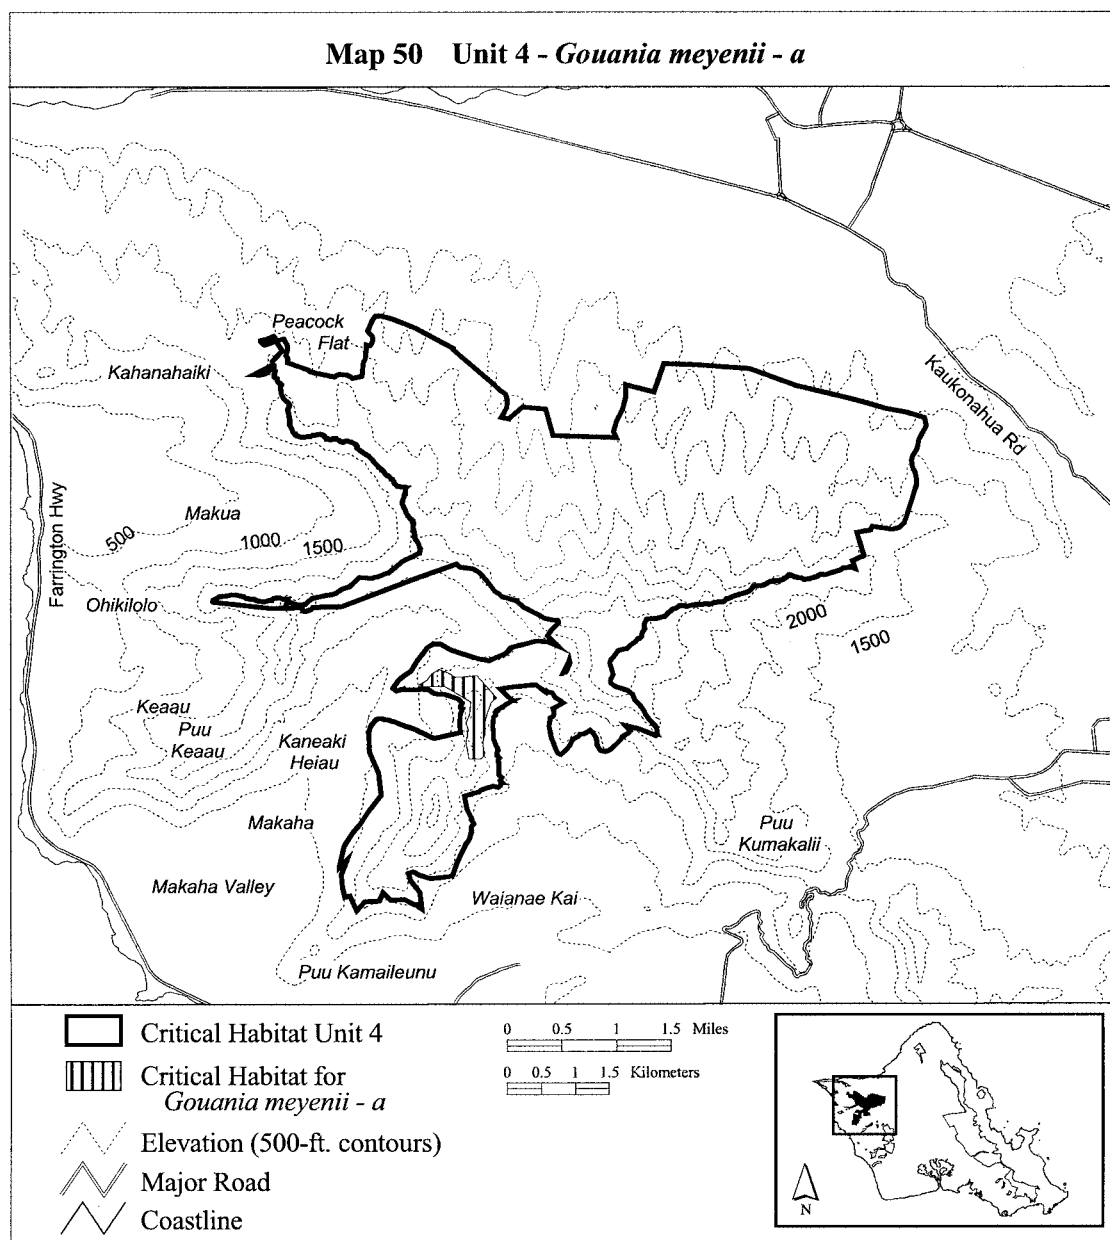 Map 50 Unit 4 - Gouania meyenii - a
Peacock
Flat
Kahanahaiki
Kaukonahua Rd
Farrington Hwy
Makua
500
1000
1500
Ohikilolo
2000
1500
Keaau
Puu
Keaau
Kaneaki
Heiau
Makaha
Puu
Kumakalii
Makaha Valley
Waianae Kai
Puu Kamaileunu
Critical Habitat Unit 4
Critical Habitat for
Gouania meyenii - a
Elevation (500-ft. contours)
Major Road
Coastline
0 0.5 1 1.5 Miles
0 0.5 1 1.5 Kilometers
N